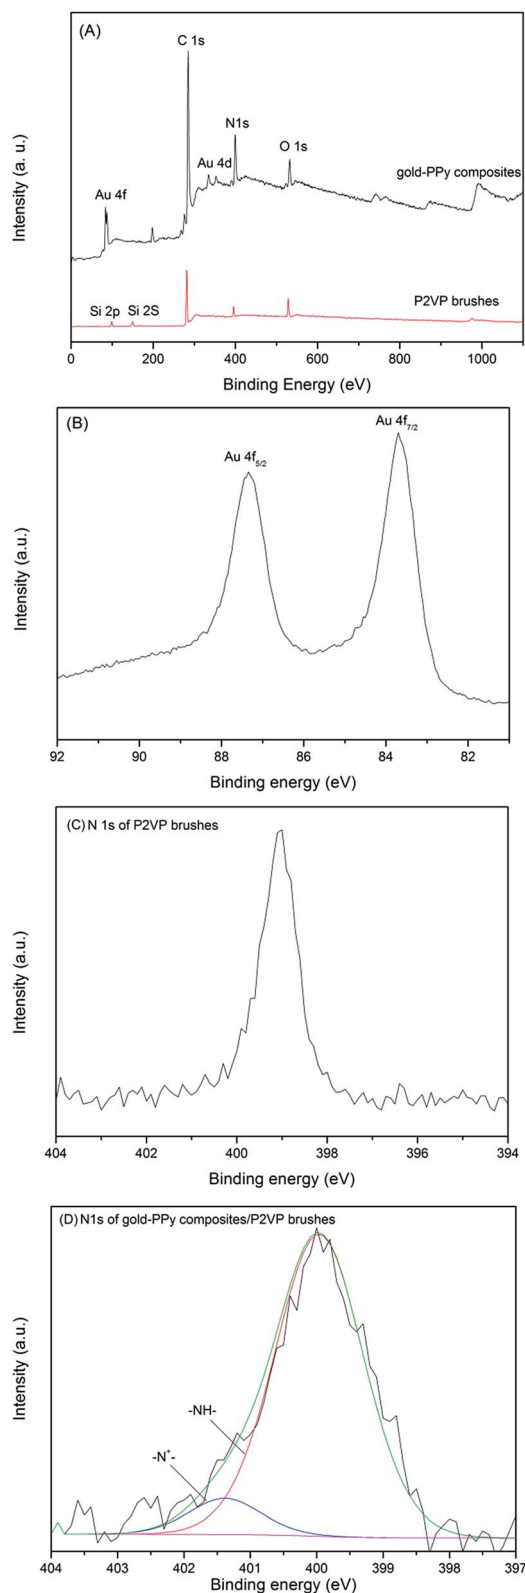 (A)
C 1s
N1s
Au 4d
O 1s
gold-PPy composites
Au 4f
P2VP brushes
Si 2p
Si 2S
0 200 400 600 800 1000
Binding Energy (eV)
Intensity (a. u.)
(B)
Au 4f7/2
Au 4f5/2
92 90 88 86 84 82
Binding energy (eV)
Intensity (a.u.)
(C) N 1s of P2VP brushes
404 402 400 398 396 394
Binding energy (eV)
Intensity (a.u.)
(D) N1s of gold-PPy composites/P2VP brushes
-NH-
-N+-
404 403 402 401 400 399 398 397
Binding energy (eV)
Intensity (a.u.)